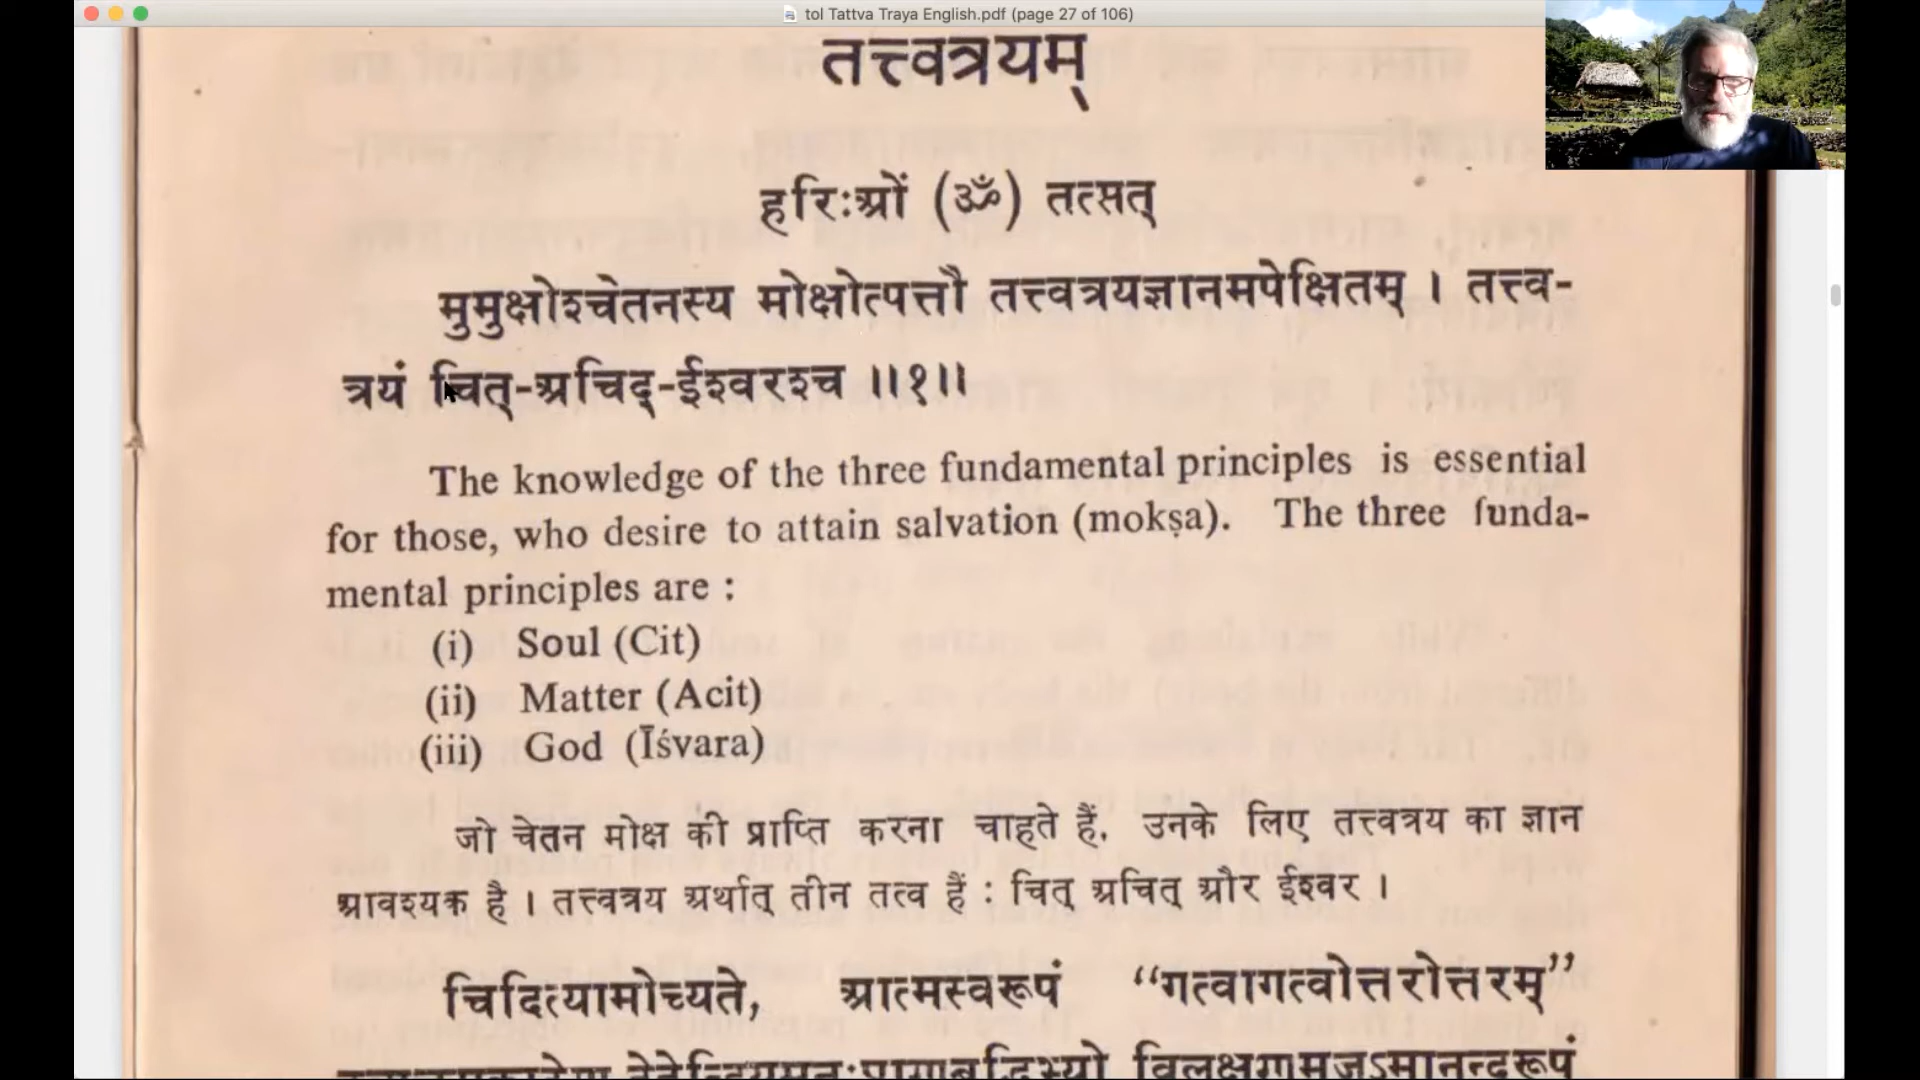 tol Tattva Traya English.pdf (page 27 of 106)
तत्त्वत्रयम्
हरिःओं (ॐ) तत्सत्
मुमुक्षोश्चेतनस्य मोक्षोत्पत्तौ तत्त्वत्रयज्ञानमपेक्षितम् । तत्त्व-
त्रयं चित्-अचिद्-ईश्वरश्च ॥१॥
The knowledge of the three fundamental principles is essential
for those, who desire to attain salvation (mokṣa). The three funda-
mental principles are :
(i) Soul (Cit)
(ii) Matter (Acit)
(iii) God (Īśvara)
जो चेतन मोक्ष की प्राप्ति करना चाहते हैं, उनके लिए तत्त्वत्रय का ज्ञान
आवश्यक है । तत्त्वत्रय अर्थात् तीन तत्व हैं : चित् अचित् और ईश्वर ।
चिदित्यामोच्यते, आत्मस्वरूपं “गत्वागत्वोत्तरोत्तरम्”
विलक्षणमजऽमानन्दरूपं